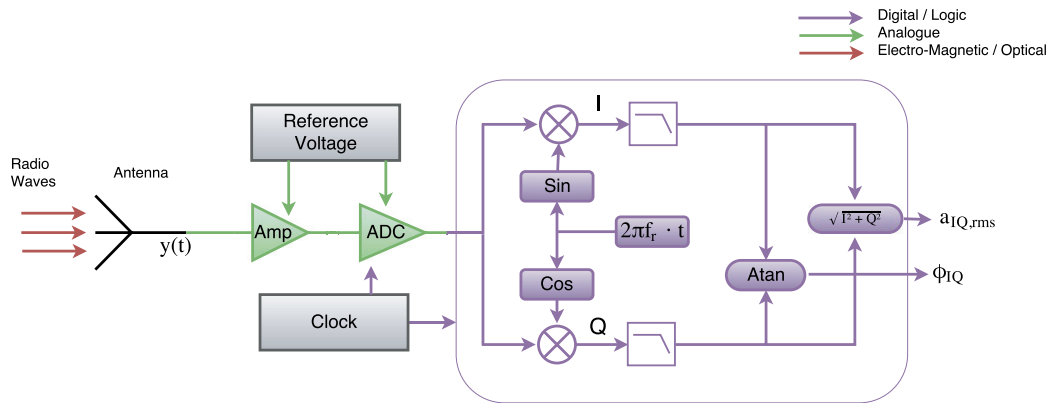 Digital / Logic
Analogue
Electro-Magnetic / Optical
Reference
Voltage
Radio
Waves
Antenna
y(t)
Amp
ADC
Clock
I
Sin
2πfᵣ · t
Cos
Q
√I² + Q²
Atan
a_IQ,rms
ϕ_IQ